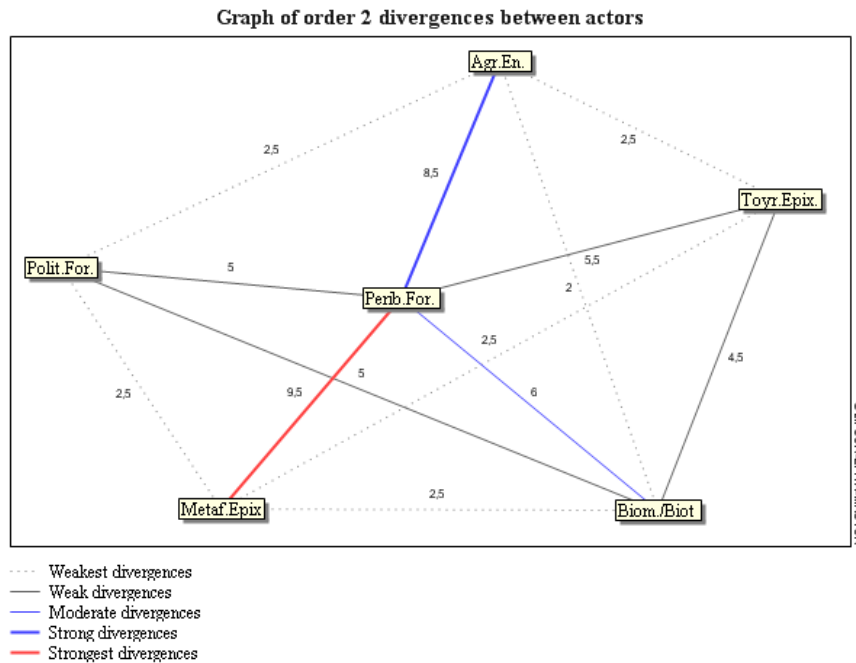 Graph of order 2 divergences between actors
Agr.En.
2,5
2,5
8,5
Toyr.Epix.
5,5
Polit.For.
5
2
Perib.For.
2,5
4,5
5
2,5
9,5
6
2,5
Metaf.Epix
Biom./Biot
Weakest divergences
Weak divergences
Moderate divergences
Strong divergences
Strongest divergences